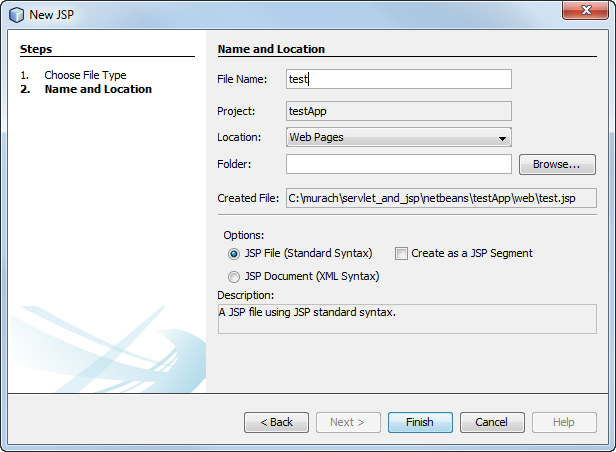 New JSP
Steps
1. Choose File Type
2. Name and Location
Name and Location
File Name: test
Project: testApp
Location: Web Pages
Folder: Browse...
Created File: C:\murach\servlet_and_jsp\netbeans\testApp\web\test.jsp
Options:
JSP File (Standard Syntax) Create as a JSP Segment
JSP Document (XML Syntax)
Description:
A JSP file using JSP standard syntax.
< Back Next > Finish Cancel Help